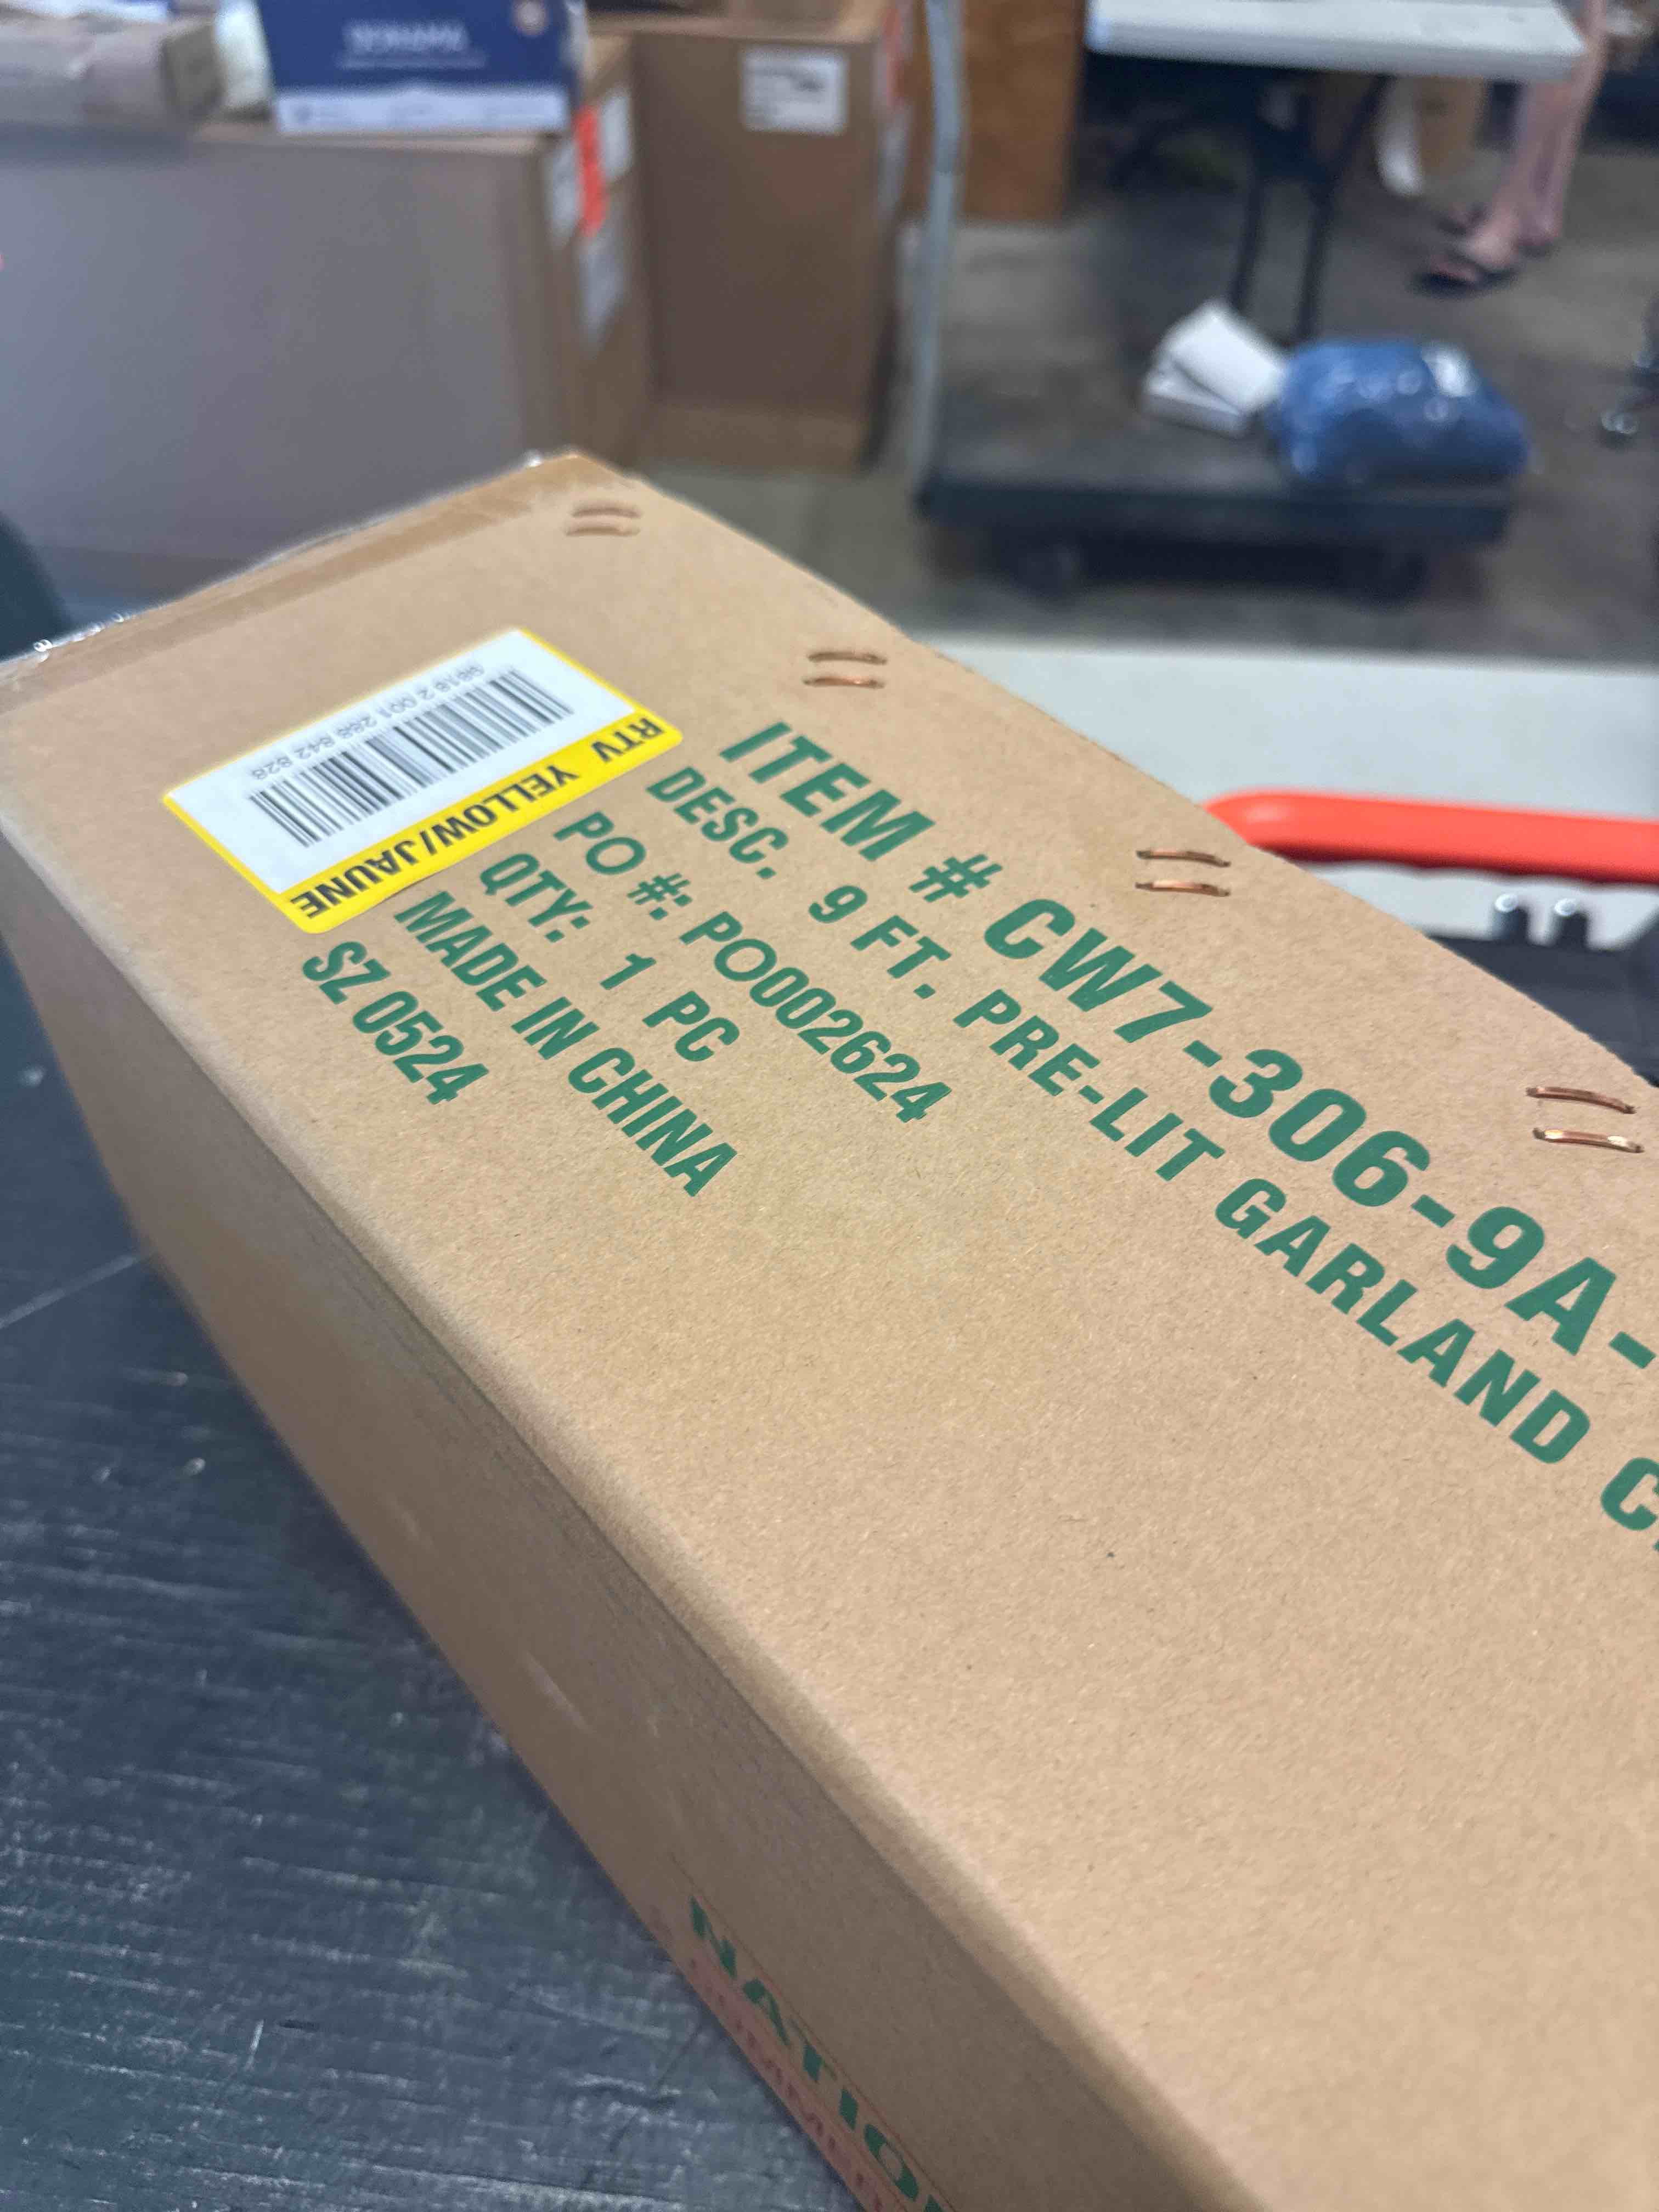 ITEM # CW7-306-9A-
DESC. 9 FT. PRE-LIT GARLAND
PO #: PO002624
QTY: 1 PC
MADE IN CHINA
SZ 0524
RTV YELLOW/JAUNE
NATIO